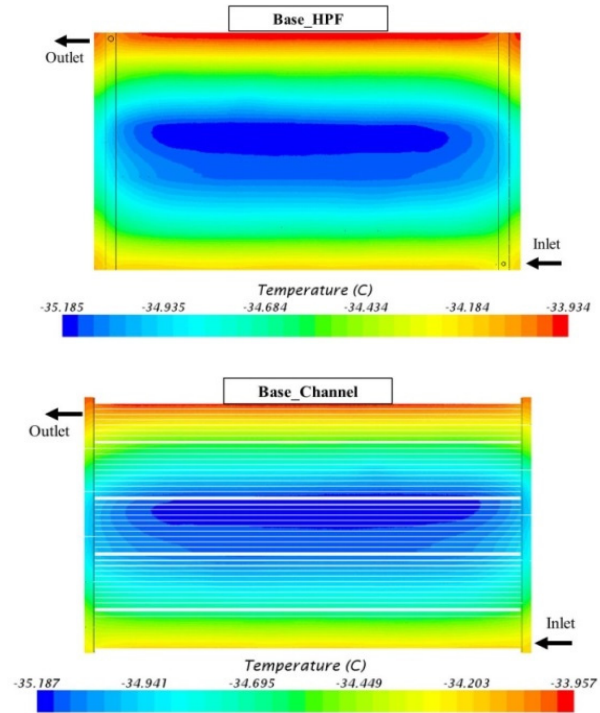 Base_HPF
Outlet
Inlet
Temperature (C)
-35.185 -34.935 -34.684 -34.434 -34.184 -33.934
Base_Channel
Outlet
Inlet
Temperature (C)
-35.187 -34.941 -34.695 -34.449 -34.203 -33.957